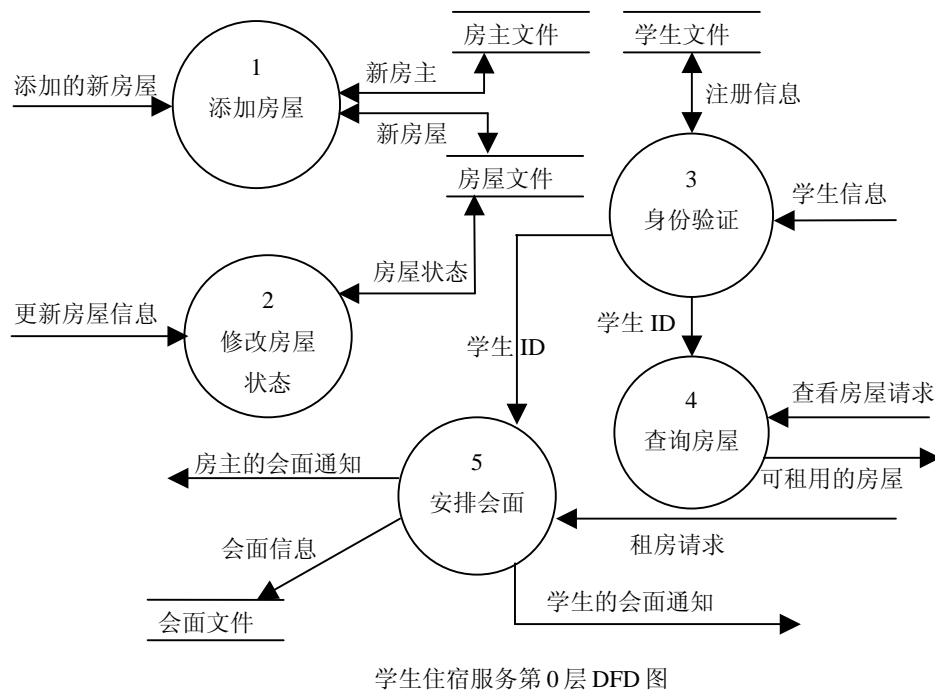 房主文件
学生文件
1
添加房屋
添加的新房屋
新房主
新房屋
注册信息
房屋文件
3
身份验证
学生信息
房屋状态
2
修改房屋
状态
更新房屋信息
学生 ID
学生 ID
4
查询房屋
查看房屋请求
可租用的房屋
5
安排会面
房主的会面通知
租房请求
会面信息
会面文件
学生的会面通知
学生住宿服务第 0 层 DFD 图